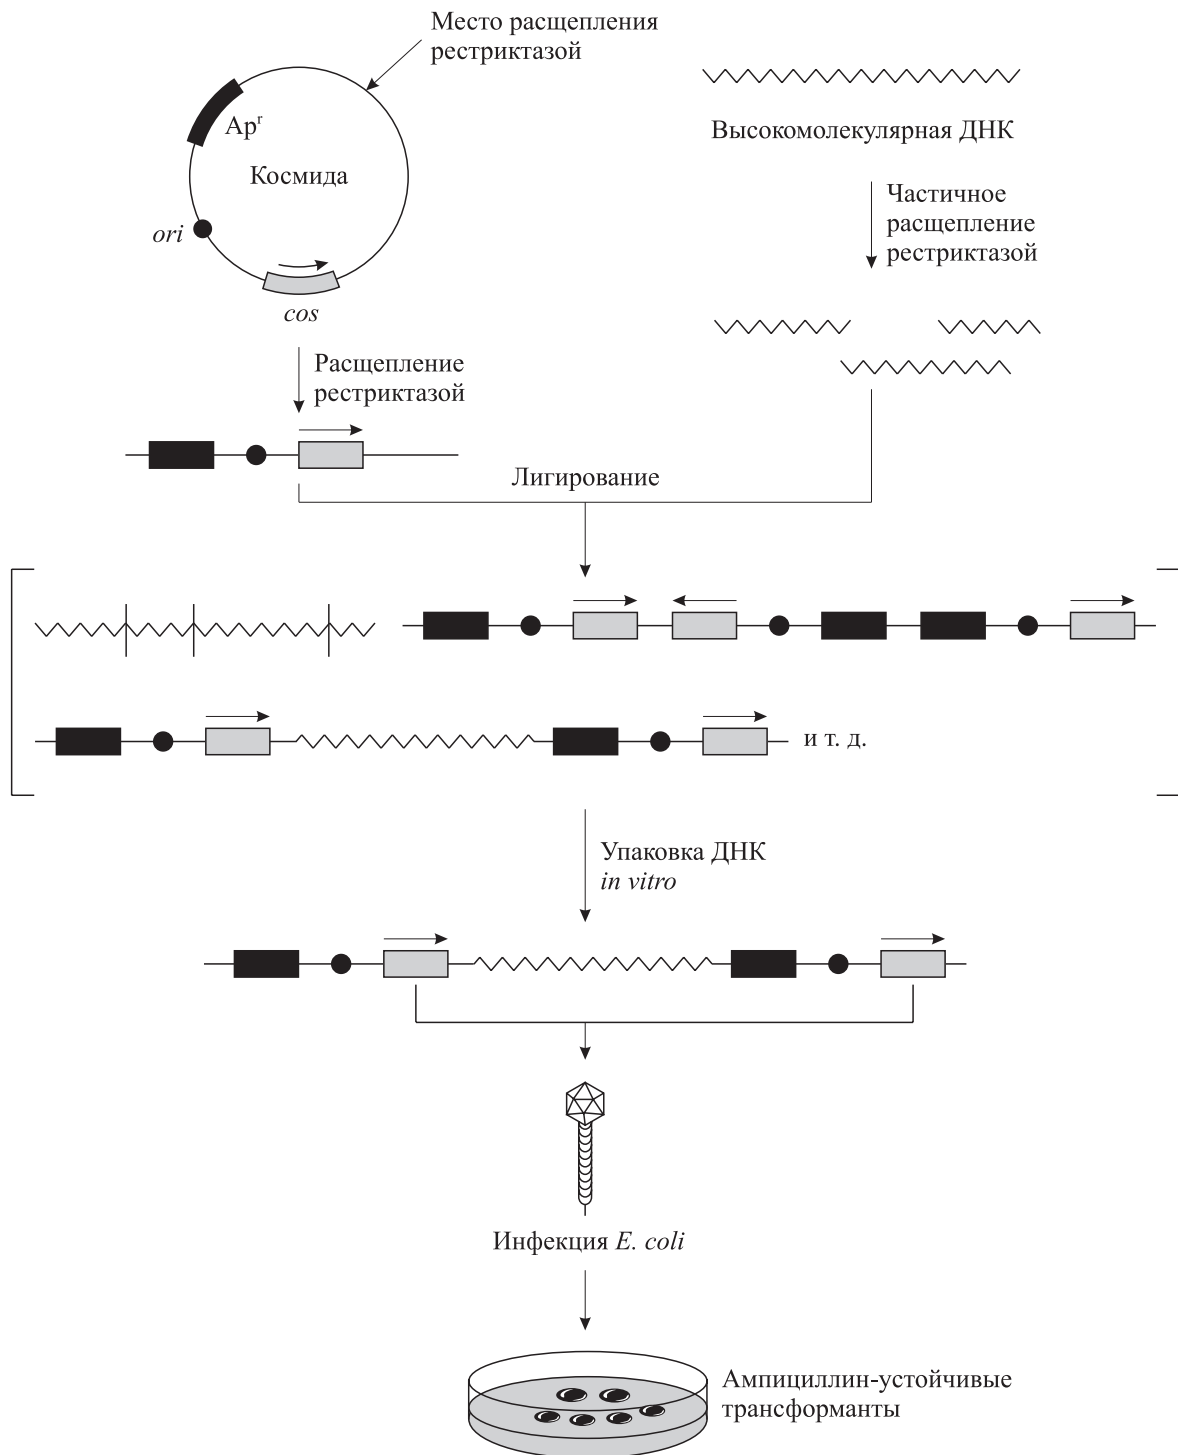 Место расщепления
рестриктазой
Apʳ
Космида
ori
cos
Высокомолекулярная ДНК
Частичное
расщепление
рестриктазой
Расщепление
рестриктазой
Лигирование
и т. д.
Упаковка ДНК
in vitro
Инфекция E. coli
Ампициллин-устойчивые
трансформанты